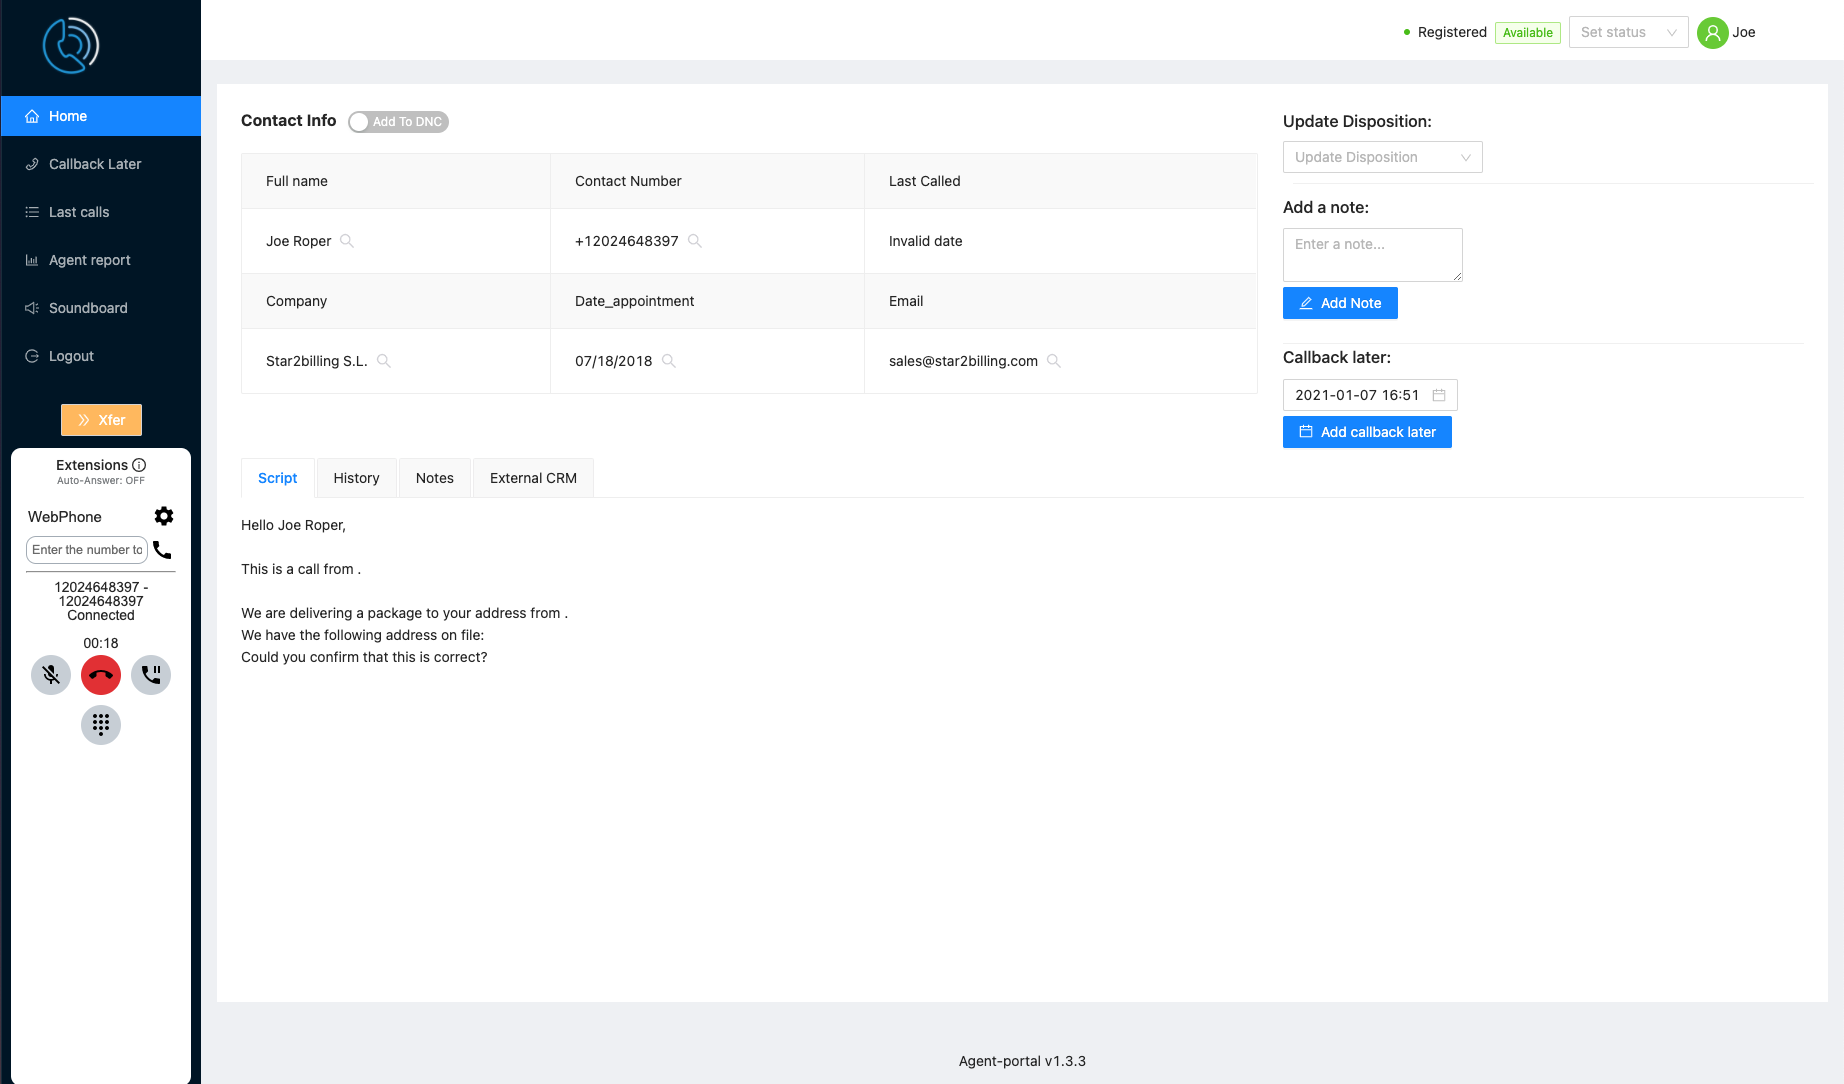 Registered
Available
Set status
Joe
Home
Callback Later
Last calls
Agent report
Soundboard
Logout
Xfer
Extensions
Auto-Answer: OFF
WebPhone
Enter the number to
12024648397 -
12024648397
Connected
00:18
Contact Info
Add To DNC
Full name
Contact Number
Last Called
Joe Roper
+12024648397
Invalid date
Company
Date_appointment
Email
Star2billing S.L.
07/18/2018
sales@star2billing.com
Update Disposition:
Update Disposition
Add a note:
Enter a note...
Add Note
Callback later:
2021-01-07 16:51
Add callback later
Script
History
Notes
External CRM
Hello Joe Roper,
This is a call from .
We are delivering a package to your address from .
We have the following address on file:
Could you confirm that this is correct?
Agent-portal v1.3.3